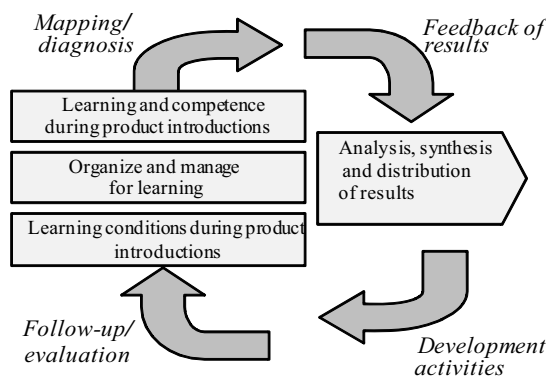 Mapping/
diagnosis
Feedback of
results
Learning and competence
during product introductions
Organize and manage
for learning
Learning conditions during product
introductions
Analysis, synthesis
and distribution
of results
Follow-up/
evaluation
Development
activities